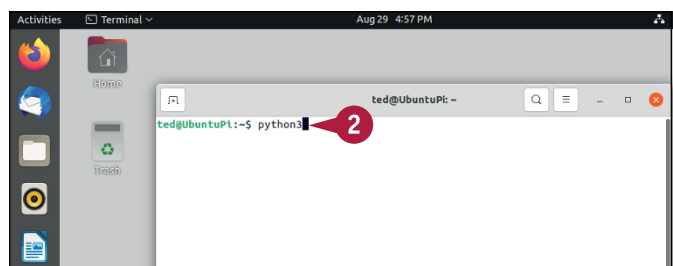 Activities Terminal Aug 29 4:57 PM
Home
ted@UbuntuPi: ~
ted@UbuntuPi:~$ python3
2
Trash